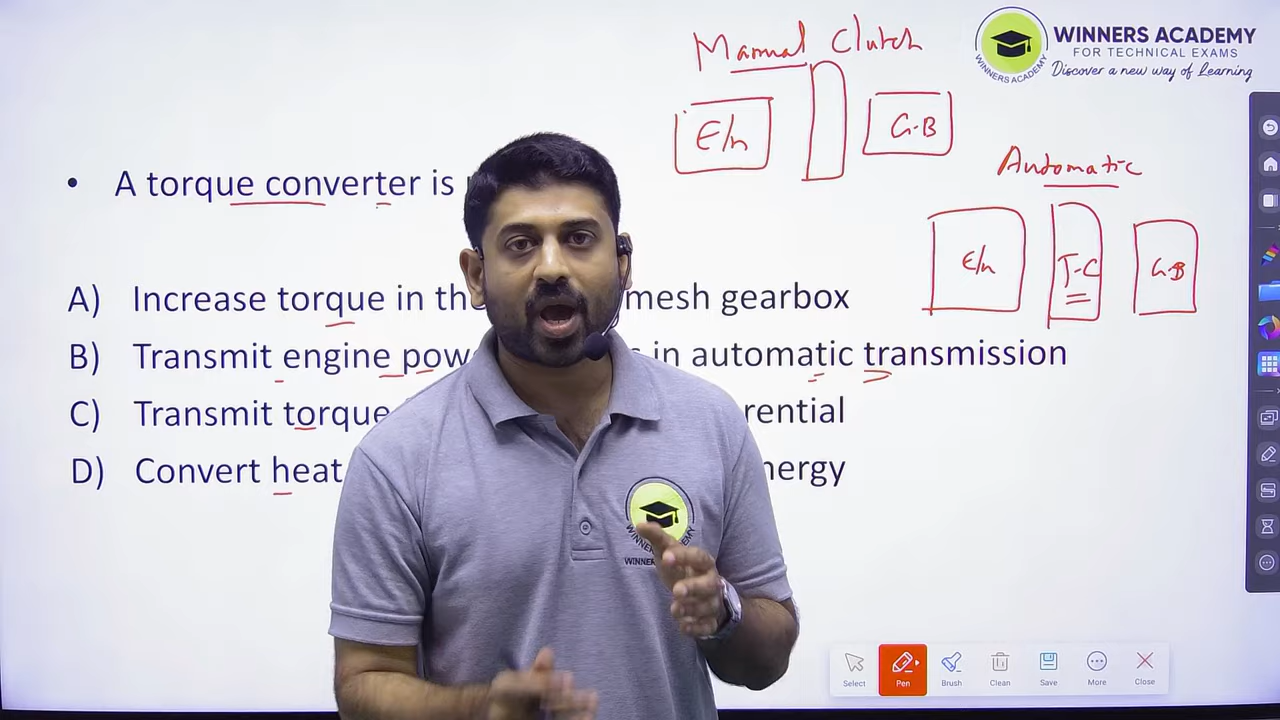 Manual Clutch
E/n
G-B
WINNERS ACADEMY
FOR TECHNICAL EXAMS
Discover a new way of Learning
WINNERS ACADEMY
Automatic
E/n
T-C
G-B
• A torque converter is
A) Increase torque in th mesh gearbox
B) Transmit engine pow in automatic transmission
C) Transmit torque rential
D) Convert heat nergy
WINNERS ACADEMY
Select
Pen
Brush
Clean
Save
More
Close